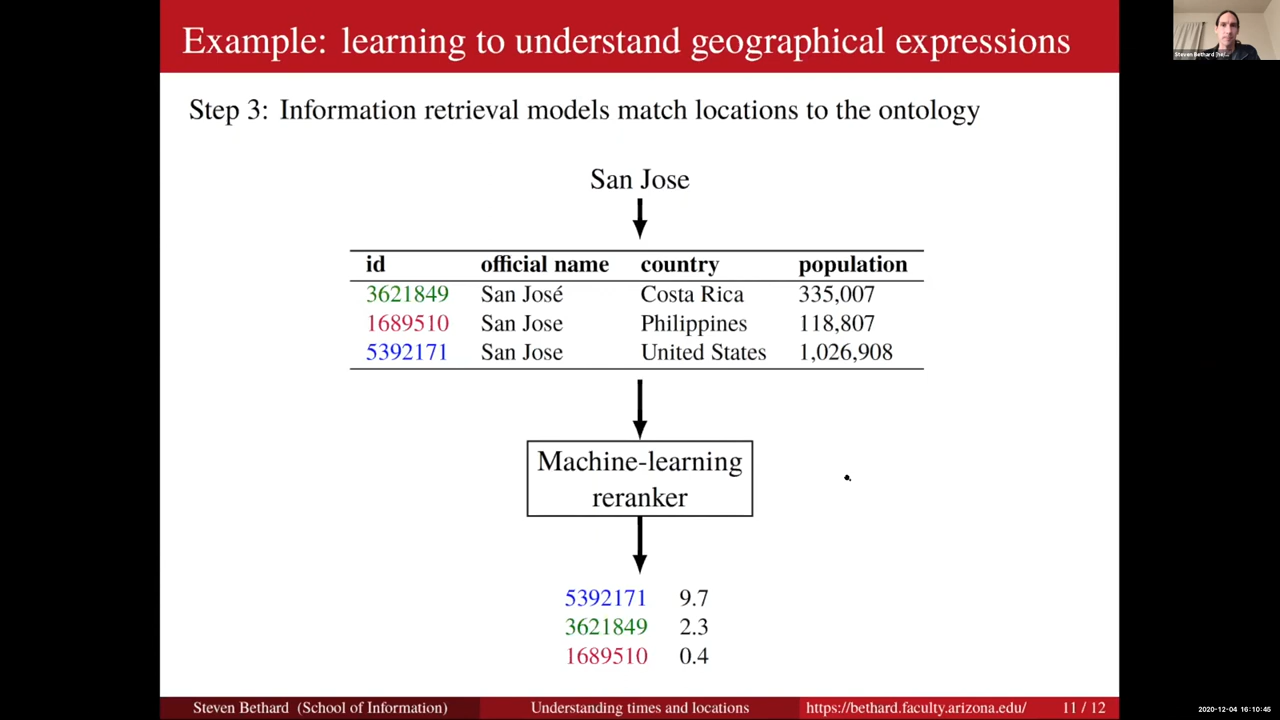 Example: learning to understand geographical expressions
Step 3: Information retrieval models match locations to the ontology
San Jose
id official name country population
3621849 San José Costa Rica 335,007
1689510 San Jose Philippines 118,807
5392171 San Jose United States 1,026,908
Machine-learning
reranker
5392171 9.7
3621849 2.3
1689510 0.4
Steven Bethard (School of Information) Understanding times and locations https://bethard.faculty.arizona.edu/ 11 / 12
Steven Bethard
2020-12-04 16:10:45